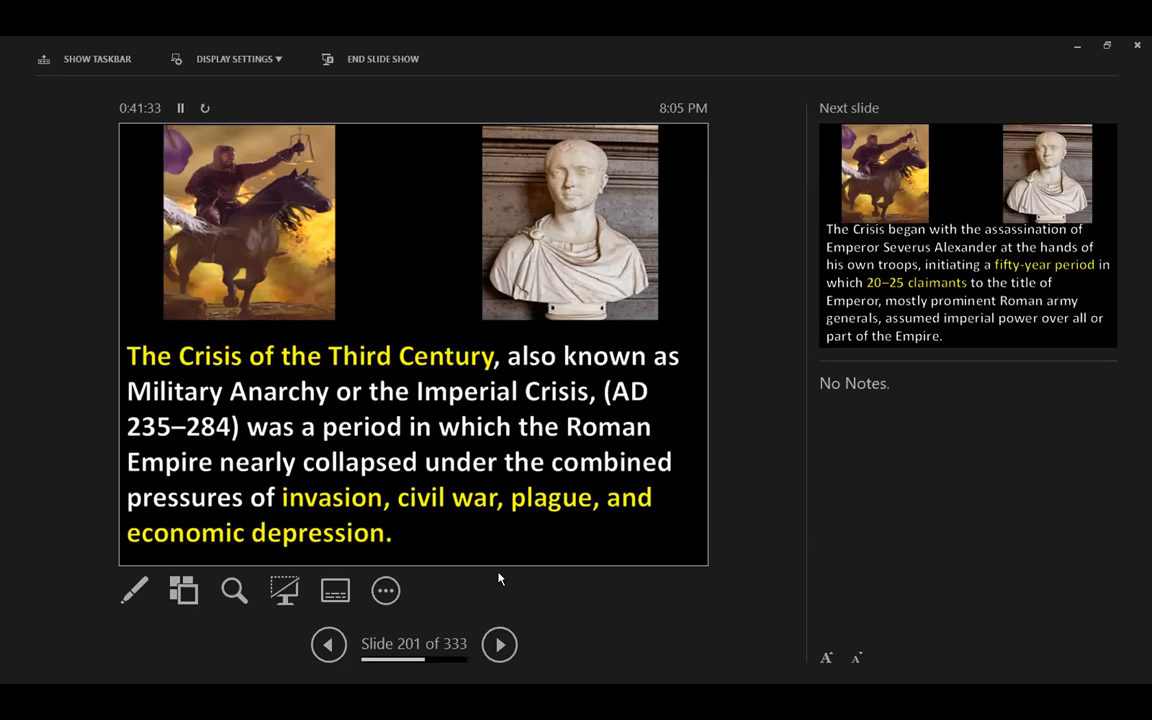 SHOW TASKBAR
DISPLAY SETTINGS ▼
END SLIDE SHOW
0:41:33
8:05 PM
The Crisis of the Third Century, also known as
Military Anarchy or the Imperial Crisis, (AD
235–284) was a period in which the Roman
Empire nearly collapsed under the combined
pressures of invasion, civil war, plague, and
economic depression.
Slide 201 of 333
Next slide
The Crisis began with the assassination of
Emperor Severus Alexander at the hands of
his own troops, initiating a fifty-year period in
which 20–25 claimants to the title of
Emperor, mostly prominent Roman army
generals, assumed imperial power over all or
part of the Empire.
No Notes.
A A